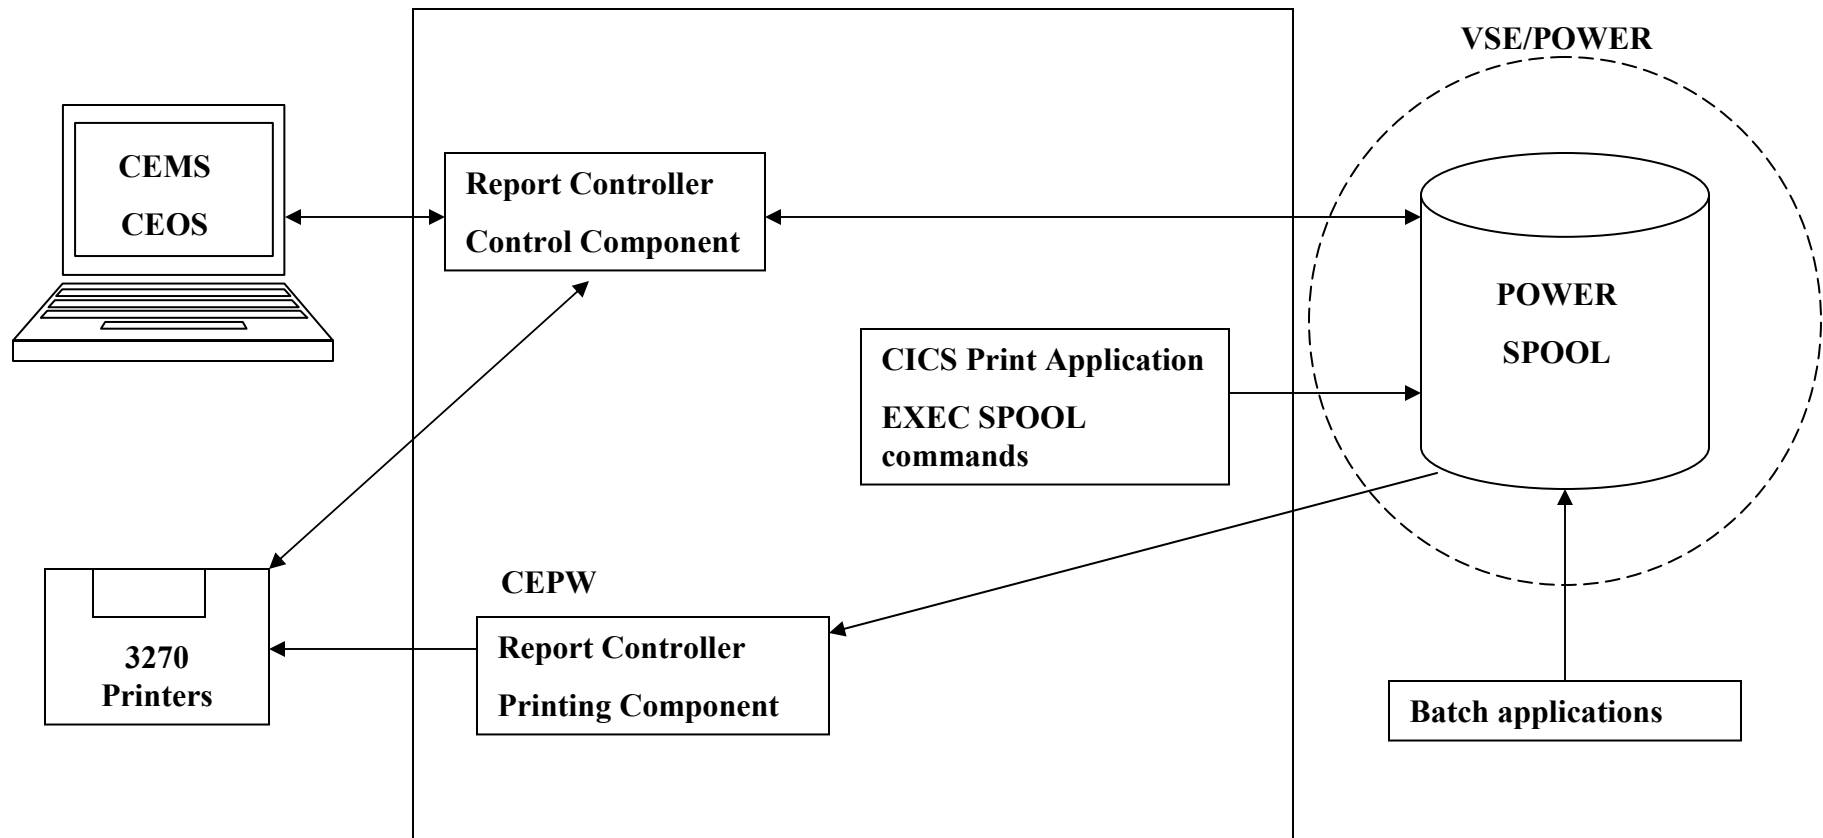 VSE/POWER
CEMS
CEOS
Report Controller
Control Component
POWER
SPOOL
CICS Print Application
EXEC SPOOL
commands
CEPW
Report Controller
Printing Component
3270
Printers
Batch applications